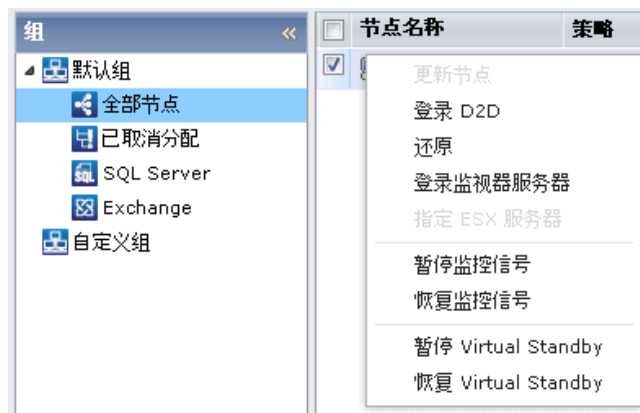 组
默认组
全部节点
已取消分配
SQL Server
Exchange
自定义组
节点名称 策略
更新节点
登录 D2D
还原
登录监视器服务器
指定 ESX 服务器
暂停监控信号
恢复监控信号
暂停 Virtual Standby
恢复 Virtual Standby